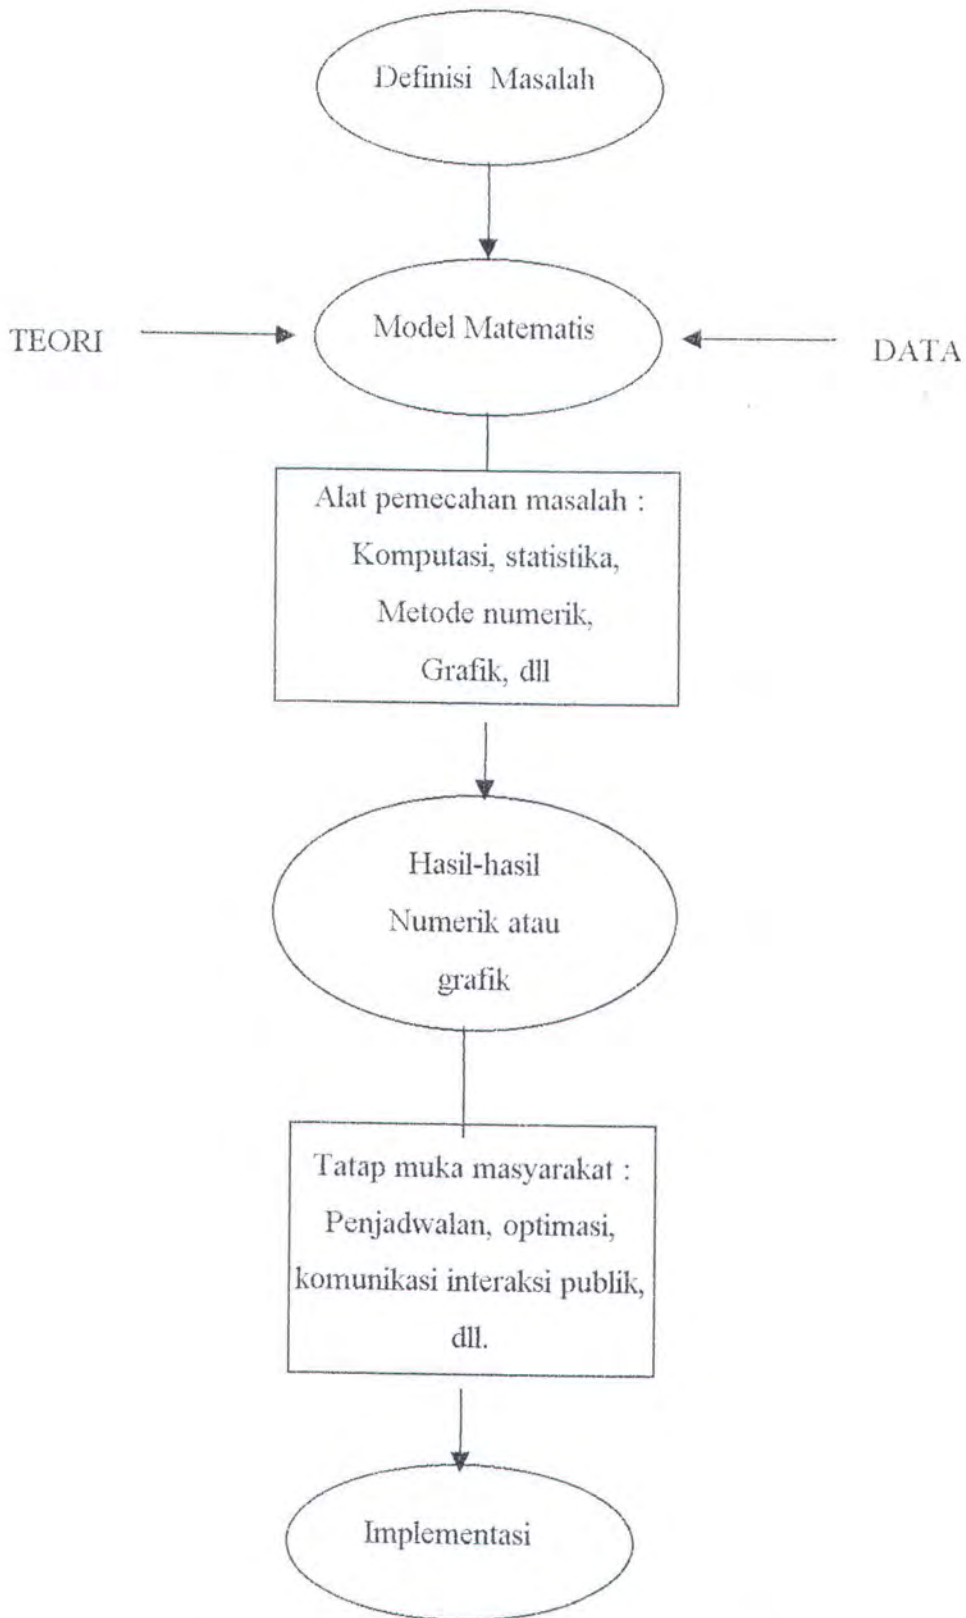 Definisi Masalah
TEORI
Model Matematis
DATA
Alat pemecahan masalah :
Komputasi, statistika,
Metode numerik,
Grafik, dll
Hasil-hasil
Numerik atau
grafik
Tatap muka masyarakat :
Penjadwalan, optimasi,
komunikasi interaksi publik,
dll.
Implementasi